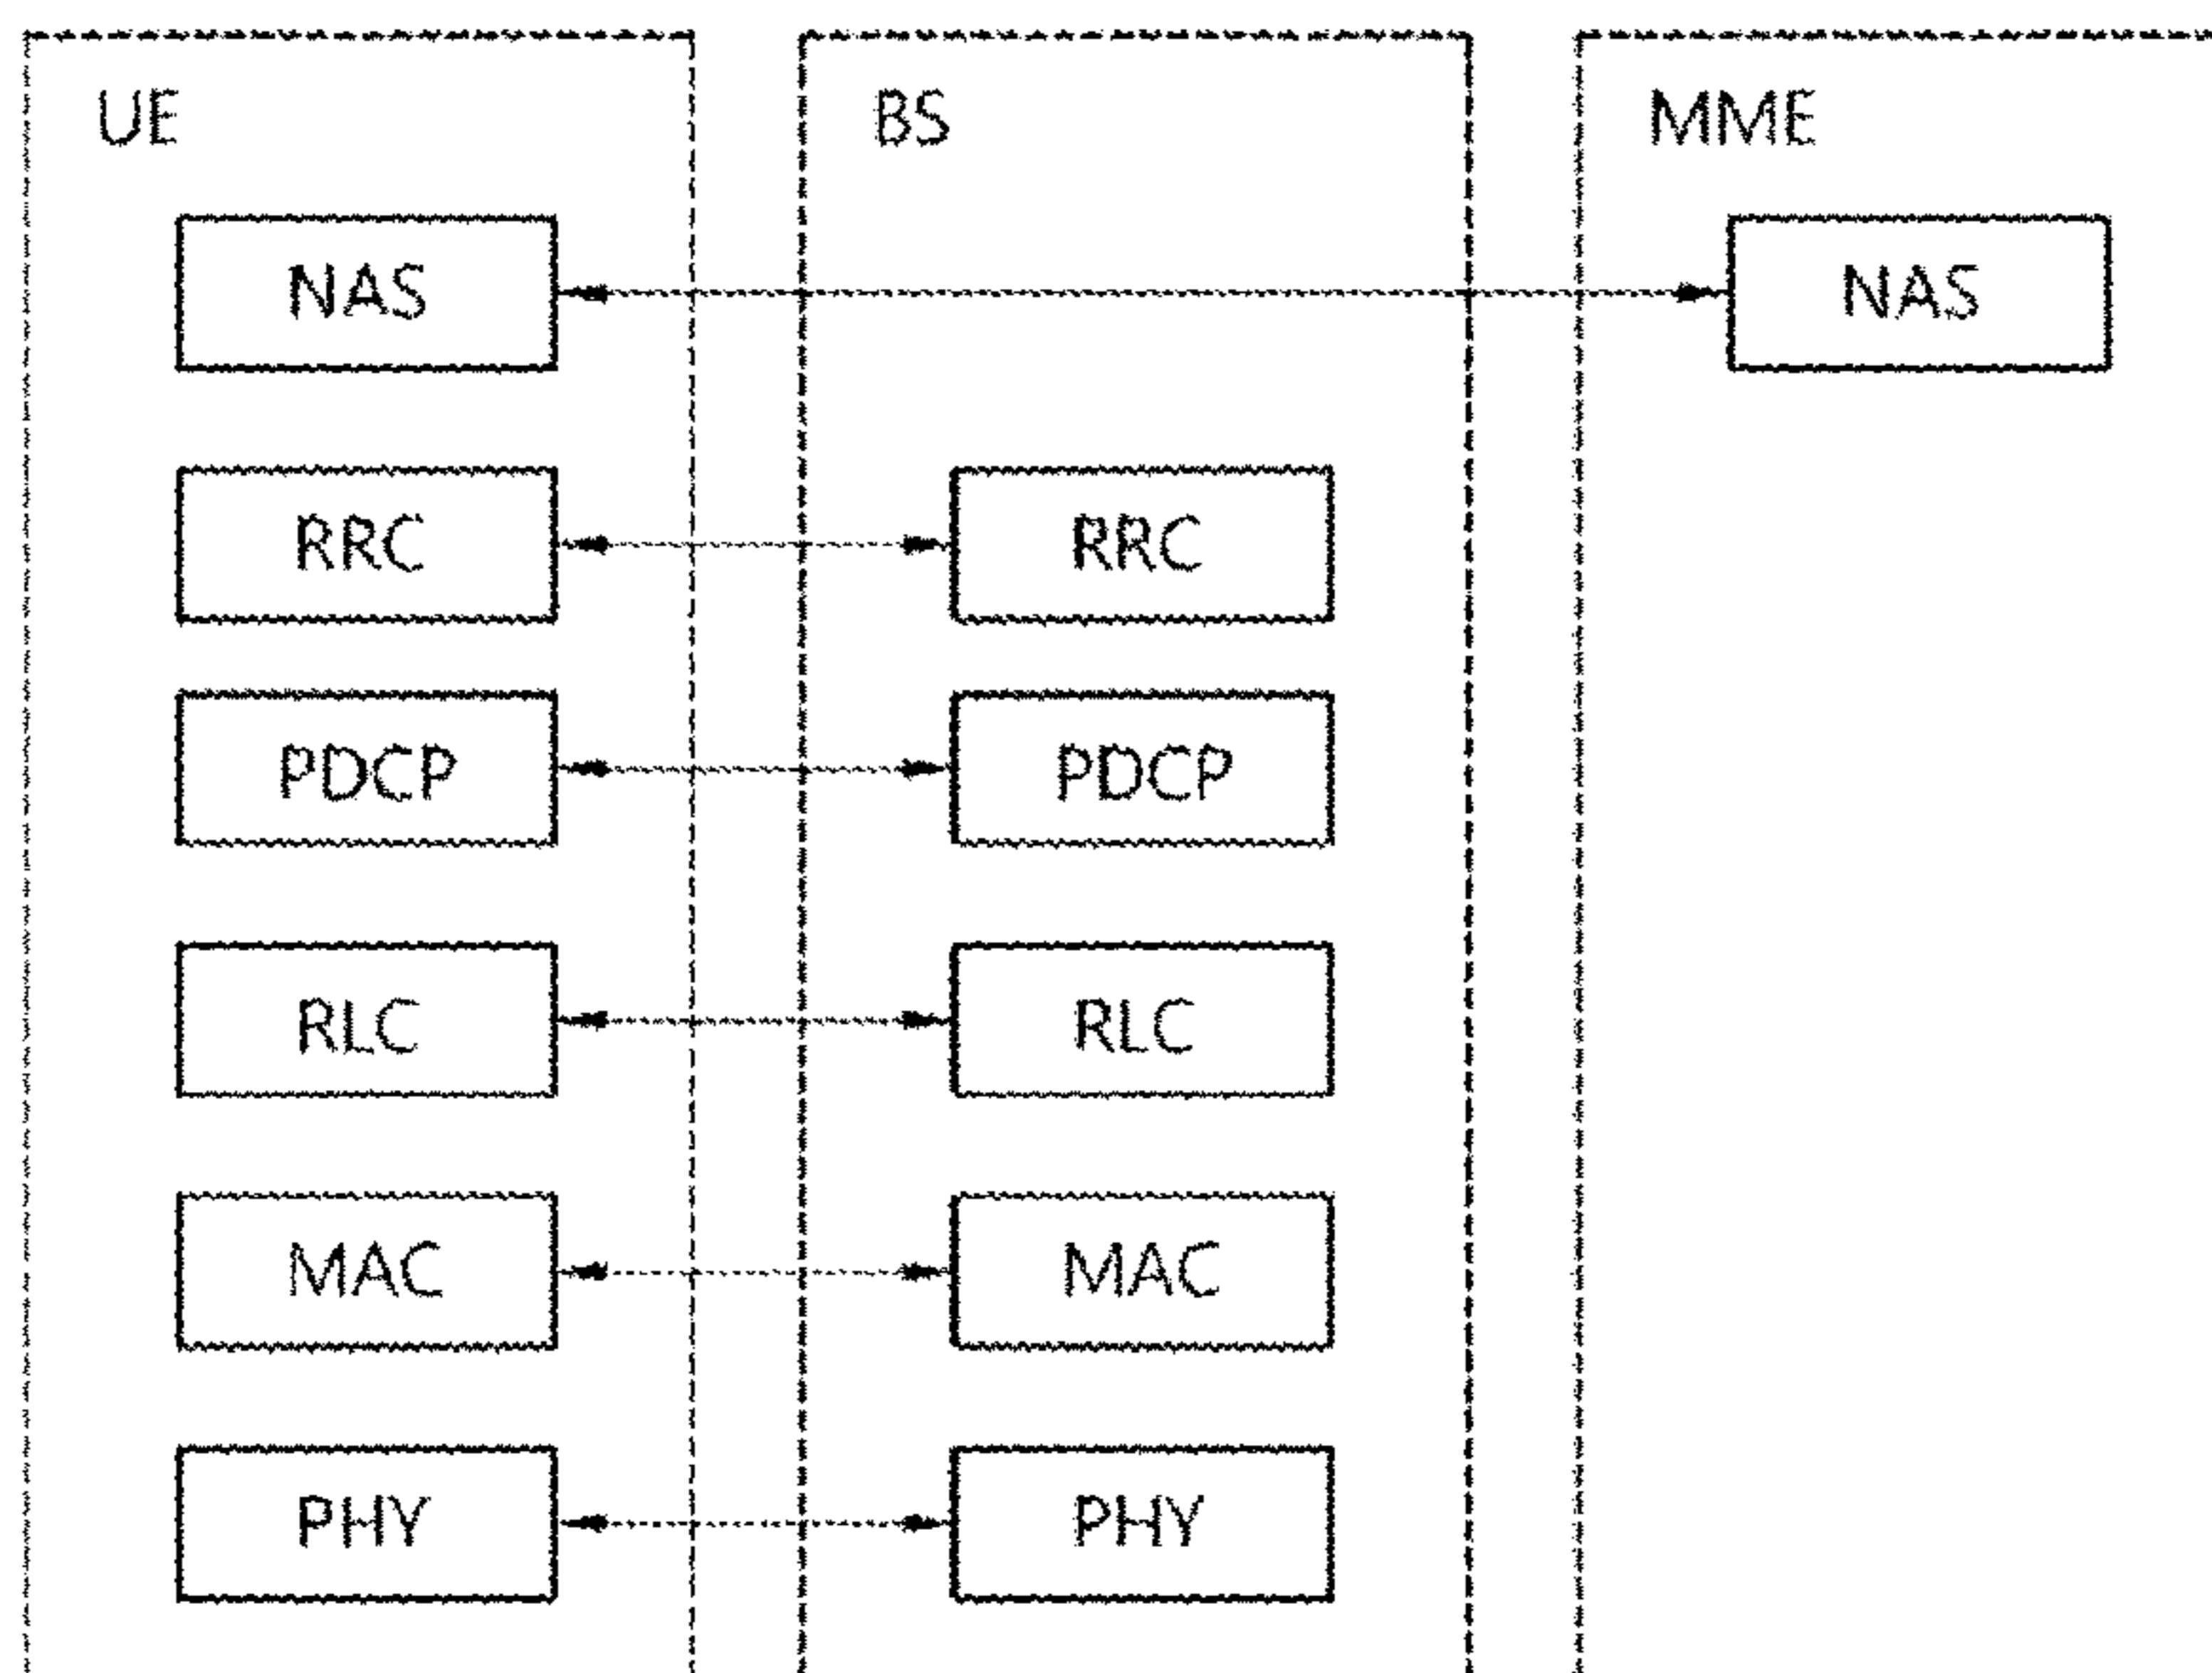 UE
BS
MME
NAS
NAS
RRC
RRC
PDCP
PDCP
RLC
RLC
MAC
MAC
PHY
PHY